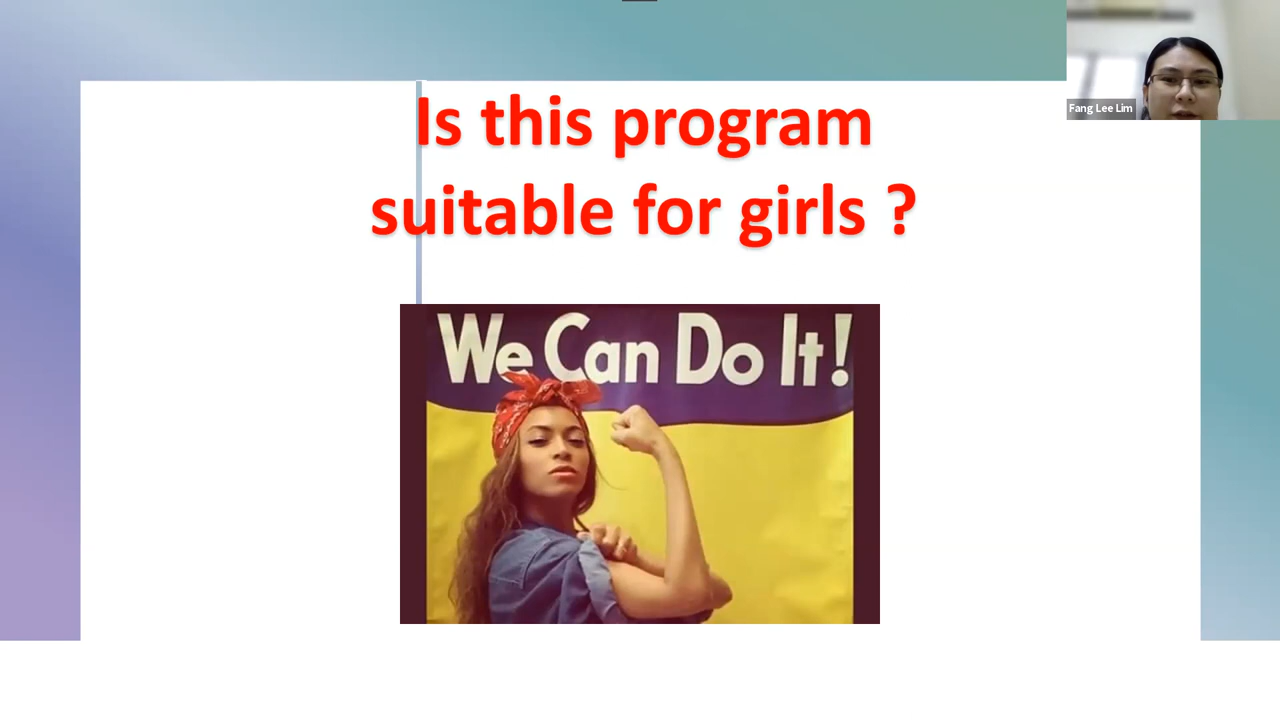 Is this program
suitable for girls ?
We Can Do It!
Fang Lee Lim